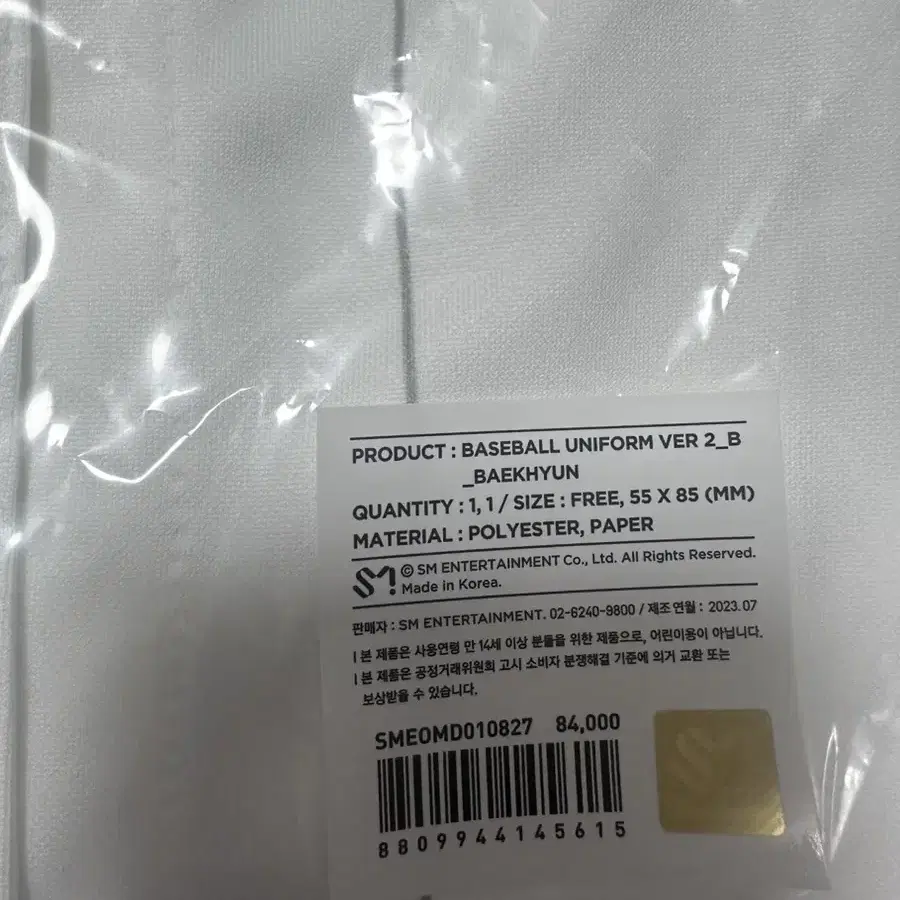 PRODUCT : BASEBALL UNIFORM VER 2_B
_BAEKHYUN
QUANTITY : 1, 1 / SIZE : FREE, 55 X 85 (MM)
MATERIAL : POLYESTER, PAPER
SM! © SM ENTERTAINMENT Co., Ltd. All Rights Reserved.
Made in Korea.
판매자 : SM ENTERTAINMENT. 02-6240-9800 / 제조연월 : 2023. 07
| 본 제품은 사용연령 만 14세 이상 분들을 위한 제품으로, 어린이용이 아닙니다.
| 본 제품은 공정거래위원회 고시 소비자 분쟁해결 기준에 의거 교환 또는
보상받을 수 있습니다.
SMEOMD010827 84,000
8809944145615